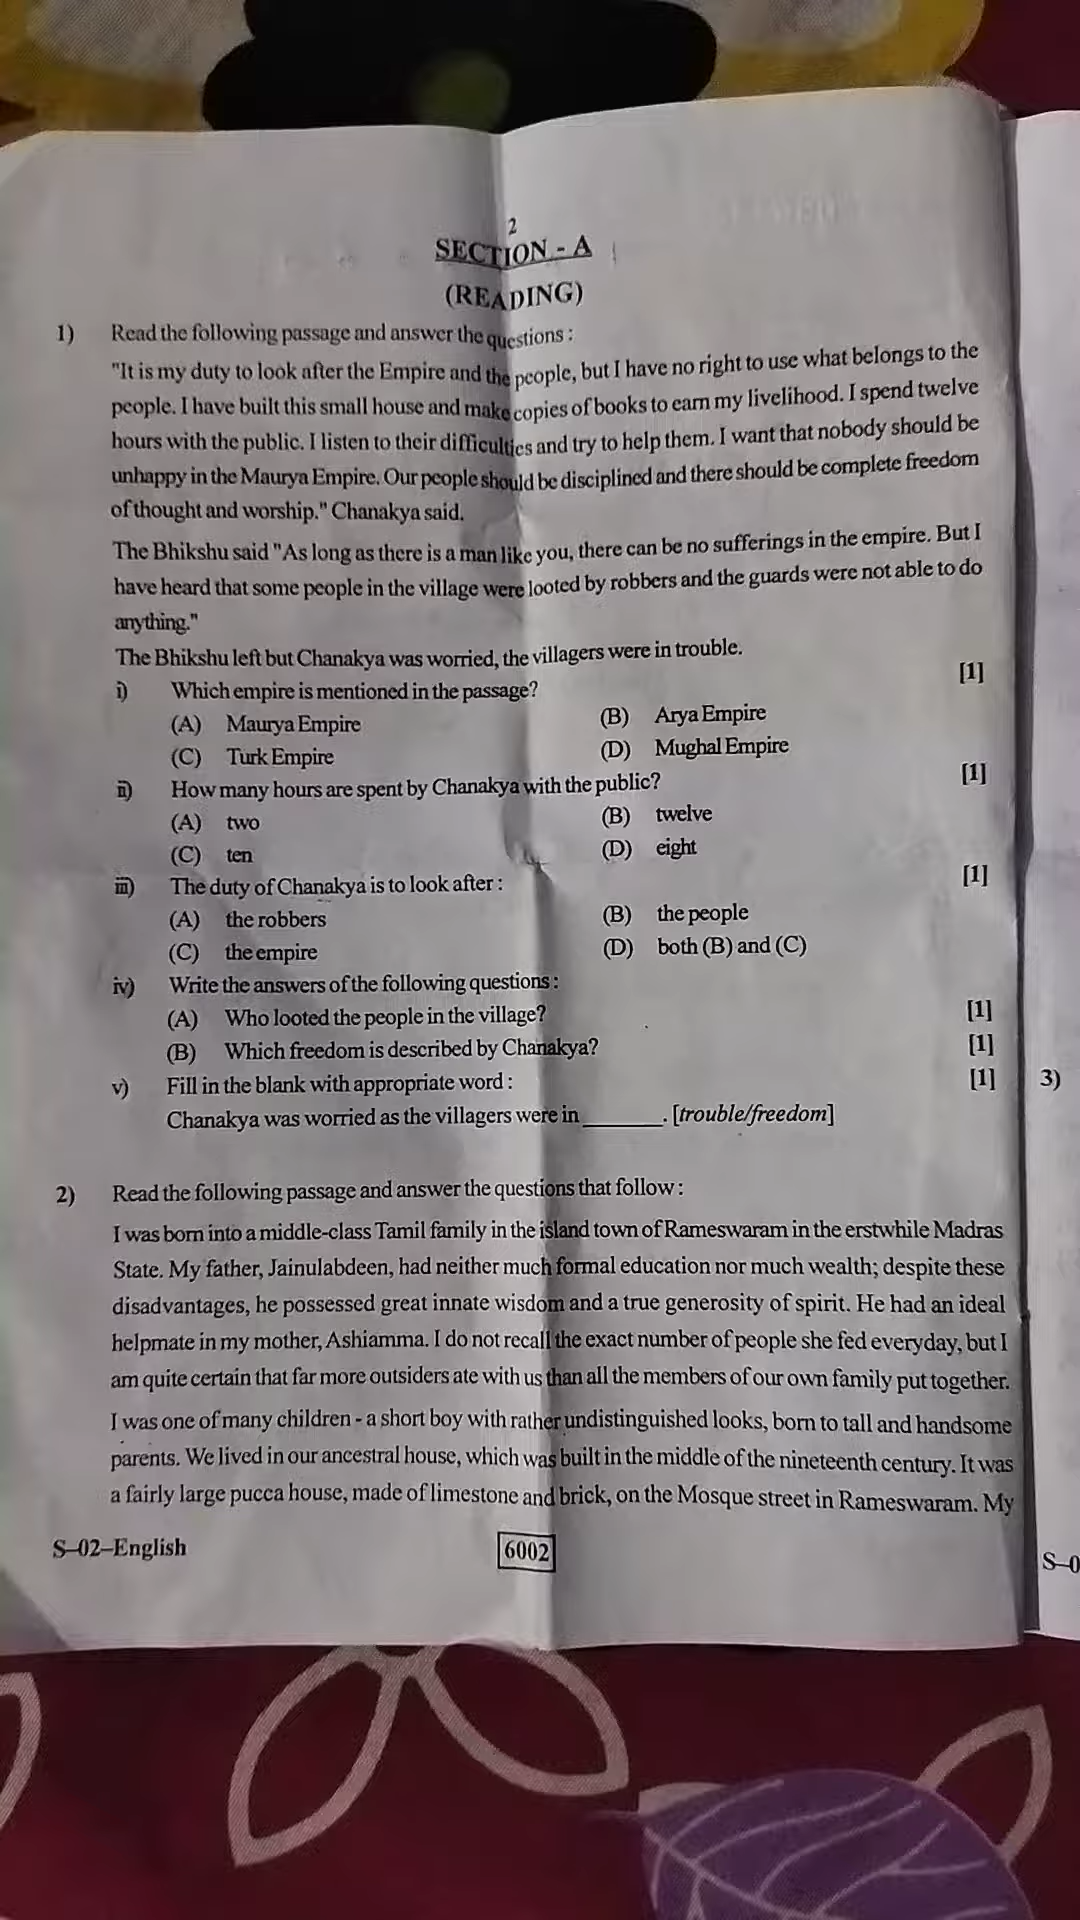 2
SECTION - A
(READING)
1) Read the following passage and answer the questions :
"It is my duty to look after the Empire and the people, but I have no right to use what belongs to the
people. I have built this small house and make copies of books to earn my livelihood. I spend twelve
hours with the public. I listen to their difficulties and try to help them. I want that nobody should be
unhappy in the Maurya Empire. Our people should be disciplined and there should be complete freedom
of thought and worship." Chanakya said.
The Bhikshu said "As long as there is a man like you, there can be no sufferings in the empire. But I
have heard that some people in the village were looted by robbers and the guards were not able to do
anything."
The Bhikshu left but Chanakya was worried, the villagers were in trouble.
i) Which empire is mentioned in the passage? [1]
(A) Maurya Empire (B) Arya Empire
(C) Turk Empire (D) Mughal Empire
ii) How many hours are spent by Chanakya with the public? [1]
(A) two (B) twelve
(C) ten (D) eight
iii) The duty of Chanakya is to look after : [1]
(A) the robbers (B) the people
(C) the empire (D) both (B) and (C)
iv) Write the answers of the following questions :
(A) Who looted the people in the village? [1]
(B) Which freedom is described by Chanakya? [1]
v) Fill in the blank with appropriate word : [1] 3)
Chanakya was worried as the villagers were in ________. [trouble/freedom]
2) Read the following passage and answer the questions that follow :
I was born into a middle-class Tamil family in the island town of Rameswaram in the erstwhile Madras
State. My father, Jainulabdeen, had neither much formal education nor much wealth; despite these
disadvantages, he possessed great innate wisdom and a true generosity of spirit. He had an ideal
helpmate in my mother, Ashiamma. I do not recall the exact number of people she fed everyday, but I
am quite certain that far more outsiders ate with us than all the members of our own family put together.
I was one of many children - a short boy with rather undistinguished looks, born to tall and handsome
parents. We lived in our ancestral house, which was built in the middle of the nineteenth century. It was
a fairly large pucca house, made of limestone and brick, on the Mosque street in Rameswaram. My
S–02–English 6002 S–0